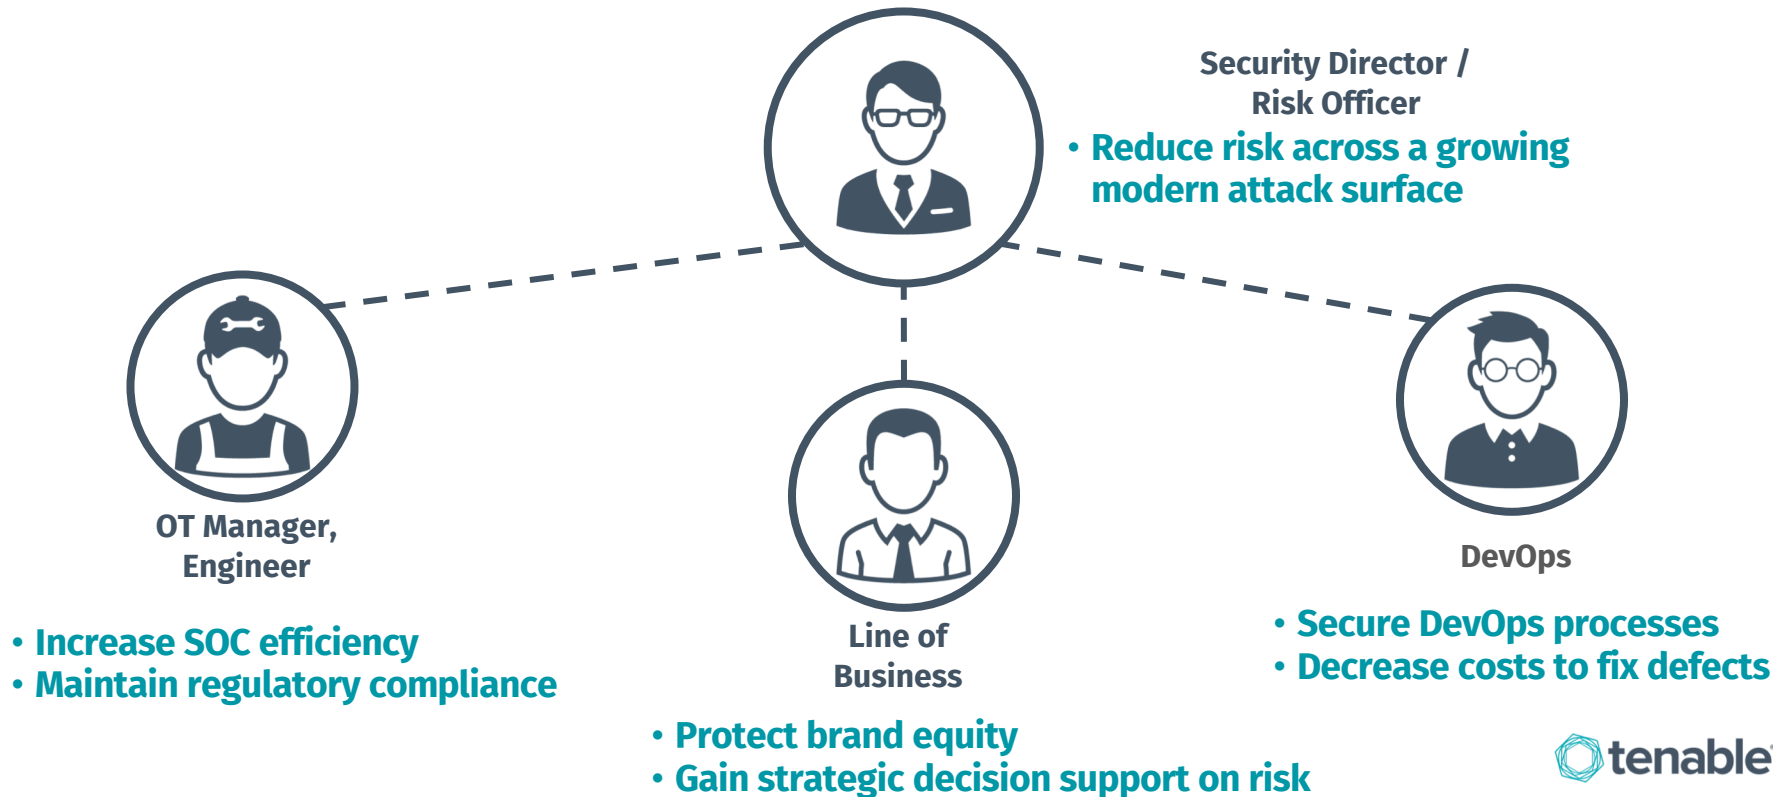 Security Director /
Risk Officer
• Reduce risk across a growing
modern attack surface
OT Manager,
Engineer
• Increase SOC efficiency
• Maintain regulatory compliance
Line of
Business
• Protect brand equity
• Gain strategic decision support on risk
DevOps
• Secure DevOps processes
• Decrease costs to fix defects
tenable